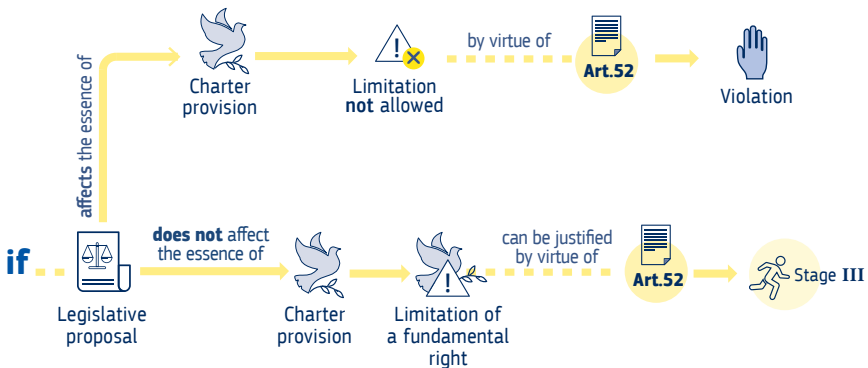 affects the essence of
Charter
provision
Limitation
not allowed
by virtue of
Art.52
Violation
if
Legislative
proposal
does not affect
the essence of
Charter
provision
Limitation of
a fundamental
right
can be justified
by virtue of
Art.52
Stage III